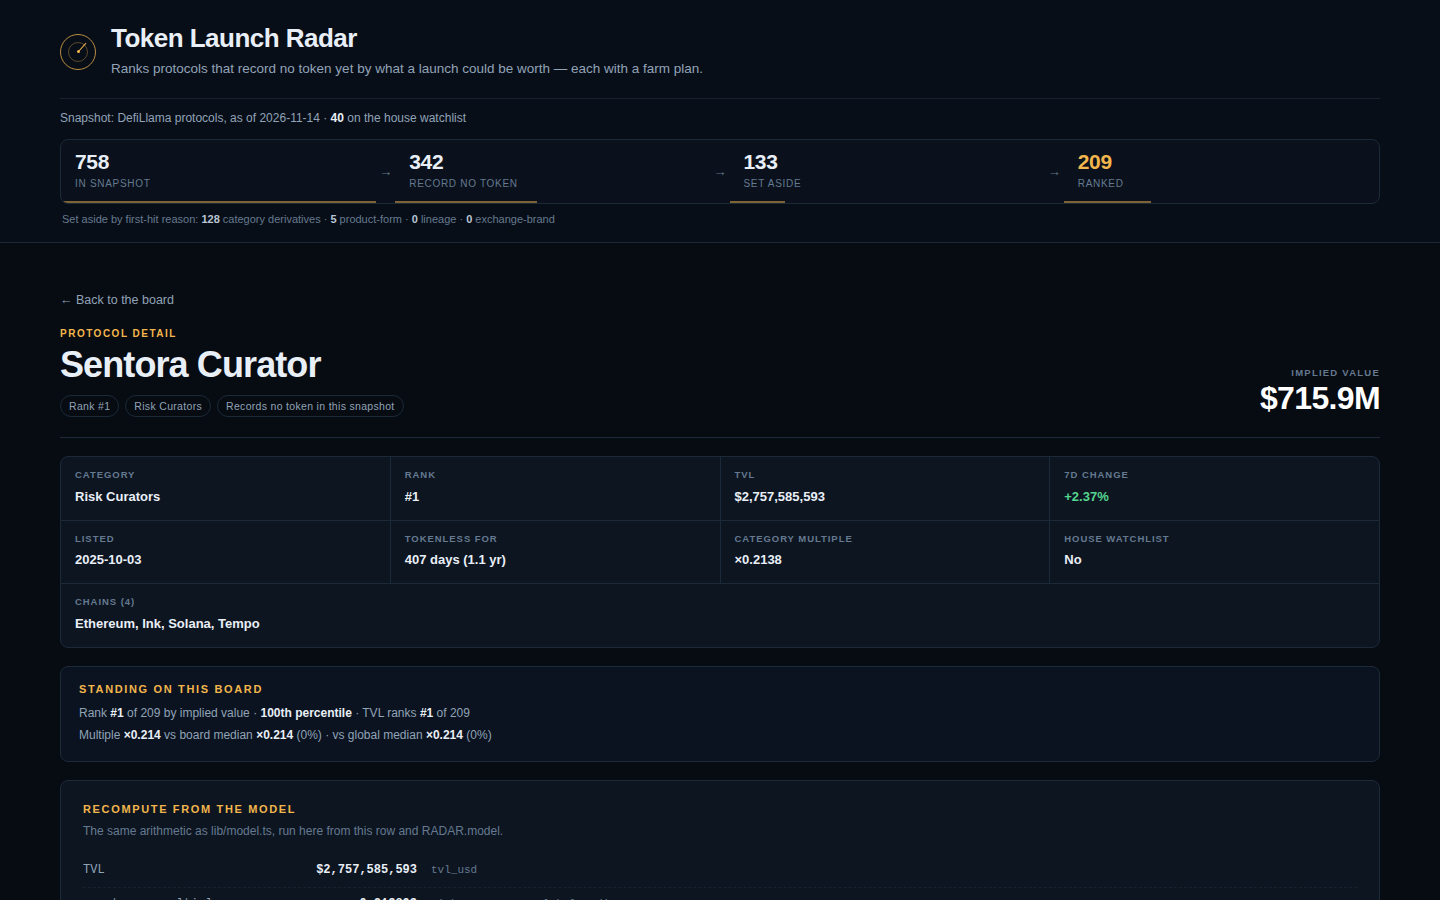 Token Launch Radar
Ranks protocols that record no token yet by what a launch could be worth — each with a farm plan.
Snapshot: DefiLlama protocols, as of 2026-11-14 · 40 on the house watchlist
758 → 342 → 133 → 209
IN SNAPSHOT RECORD NO TOKEN SET ASIDE RANKED
Set aside by first-hit reason: 128 category derivatives · 5 product-form · 0 lineage · 0 exchange-brand
← Back to the board
PROTOCOL DETAIL
Sentora Curator
Rank #1 Risk Curators Records no token in this snapshot
IMPLIED VALUE
$715.9M
CATEGORY RANK TVL 7D CHANGE
Risk Curators #1 $2,757,585,593 +2.37%
LISTED TOKENLESS FOR CATEGORY MULTIPLE HOUSE WATCHLIST
2025-10-03 407 days (1.1 yr) ×0.2138 No
CHAINS (4)
Ethereum, Ink, Solana, Tempo
STANDING ON THIS BOARD
Rank #1 of 209 by implied value · 100th percentile · TVL ranks #1 of 209
Multiple ×0.214 vs board median ×0.214 (0%) · vs global median ×0.214 (0%)
RECOMPUTE FROM THE MODEL
The same arithmetic as lib/model.ts, run here from this row and RADAR.model.
TVL $2,757,585,593 tvl_usd